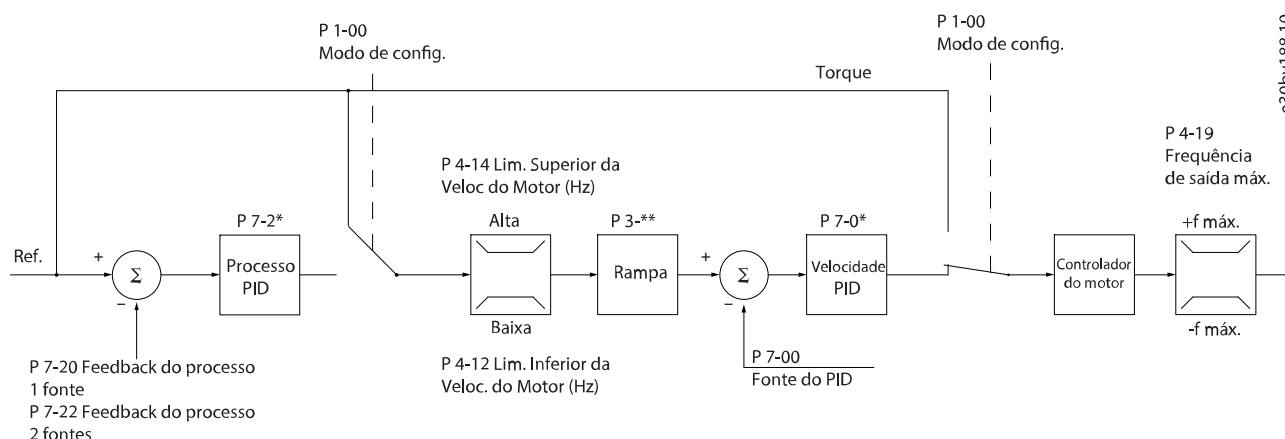 P 1-00
Modo de config.
P 1-00
Modo de config.
Torque
P 4-19
Frequência
de saída máx.
P 4-14 Lim. Superior da
Veloc do Motor (Hz)
P 7-2*
Alta
P 3-**
P 7-0*
+f máx.
Ref.
+
Σ
−
Processo
PID
Rampa
+
Σ
−
Velocidade
PID
Controlador
do motor
Baixa
-f máx.
P 7-20 Feedback do processo
1 fonte
P 7-22 Feedback do processo
2 fontes
P 4-12 Lim. Inferior da
Veloc. do Motor (Hz)
P 7-00
Fonte do PID